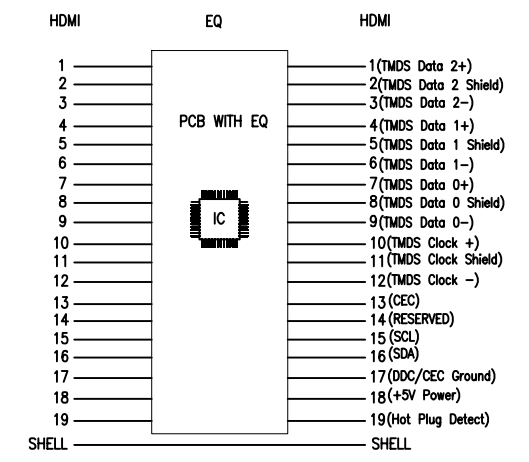 HDMI EQ HDMI
1 1(TMDS Data 2+)
2 2(TMDS Data 2 Shield)
3 3(TMDS Data 2-)
PCB WITH EQ
4 4(TMDS Data 1+)
5 5(TMDS Data 1 Shield)
6 6(TMDS Data 1-)
7 7(TMDS Data 0+)
8 8(TMDS Data 0 Shield)
IC
9 9(TMDS Data 0-)
10 10(TMDS Clock +)
11 11(TMDS Clock Shield)
12 12(TMDS Clock -)
13 13(CEC)
14 14(RESERVED)
15 15(SCL)
16 16(SDA)
17 17(DDC/CEC Ground)
18 18(+5V Power)
19 19(Hot Plug Detect)
SHELL SHELL